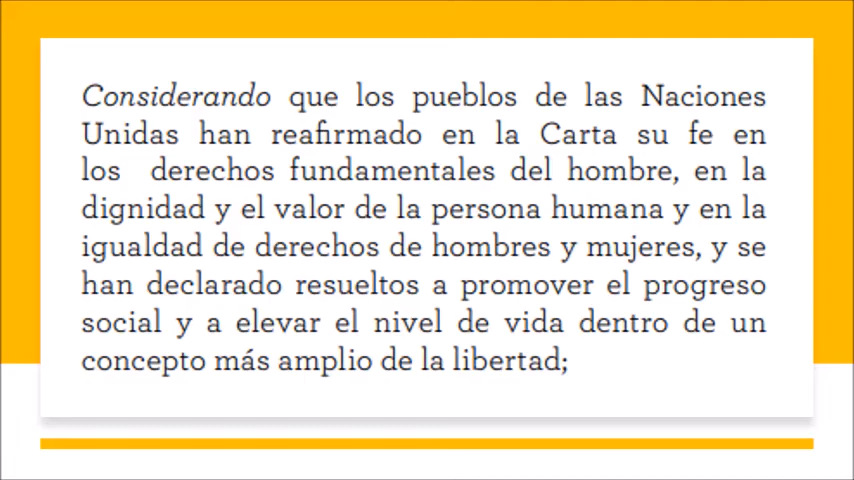 Considerando que los pueblos de las Naciones
Unidas han reafirmado en la Carta su fe en
los derechos fundamentales del hombre, en la
dignidad y el valor de la persona humana y en la
igualdad de derechos de hombres y mujeres, y se
han declarado resueltos a promover el progreso
social y a elevar el nivel de vida dentro de un
concepto más amplio de la libertad;